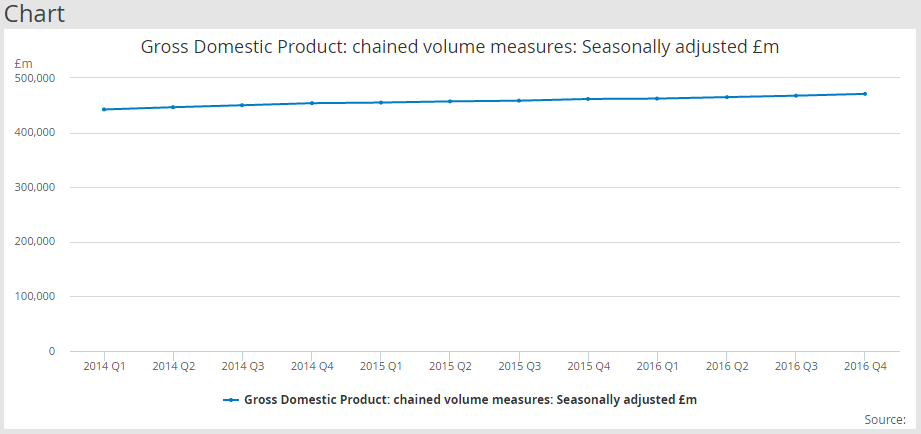 Chart
Gross Domestic Product: chained volume measures: Seasonally adjusted £m
£m
500,000
400,000
300,000
200,000
100,000
0
2014 Q1 2014 Q2 2014 Q3 2014 Q4 2015 Q1 2015 Q2 2015 Q3 2015 Q4 2016 Q1 2016 Q2 2016 Q3 2016 Q4
Gross Domestic Product: chained volume measures: Seasonally adjusted £m
Source: